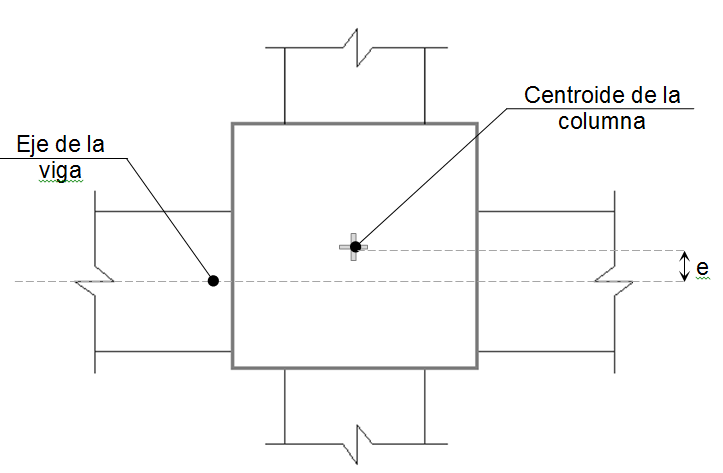 Centroide de la
columna
Eje de la
viga
e